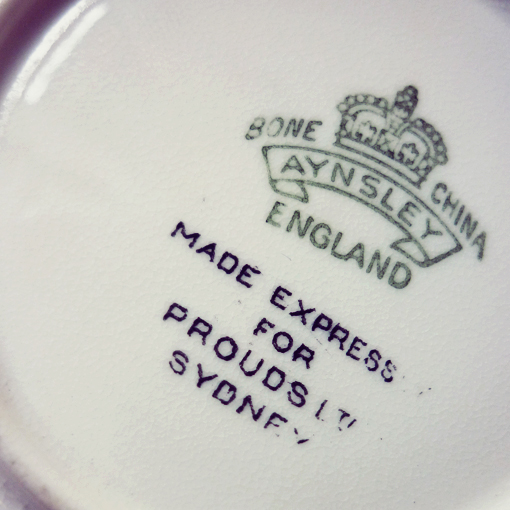 BONE CHINA
AYNSLEY
ENGLAND
MADE EXPRESS
FOR
PROUDS LTD
SYDNEY